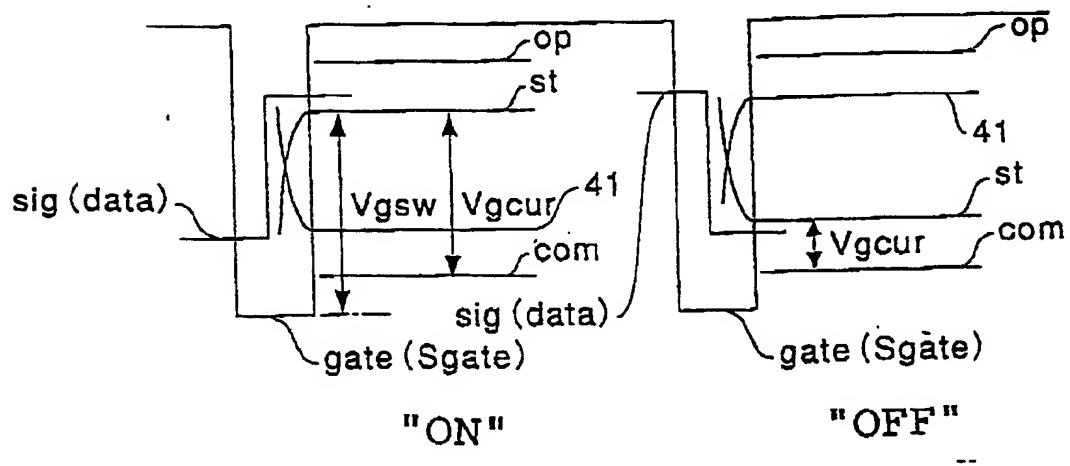 op
op
st
41
sig (data)
41
st
Vgsw
Vgcur
Vgcur
com
com
sig (data)
gate (Sgate)
gate (Sgate)
"ON"
"OFF"